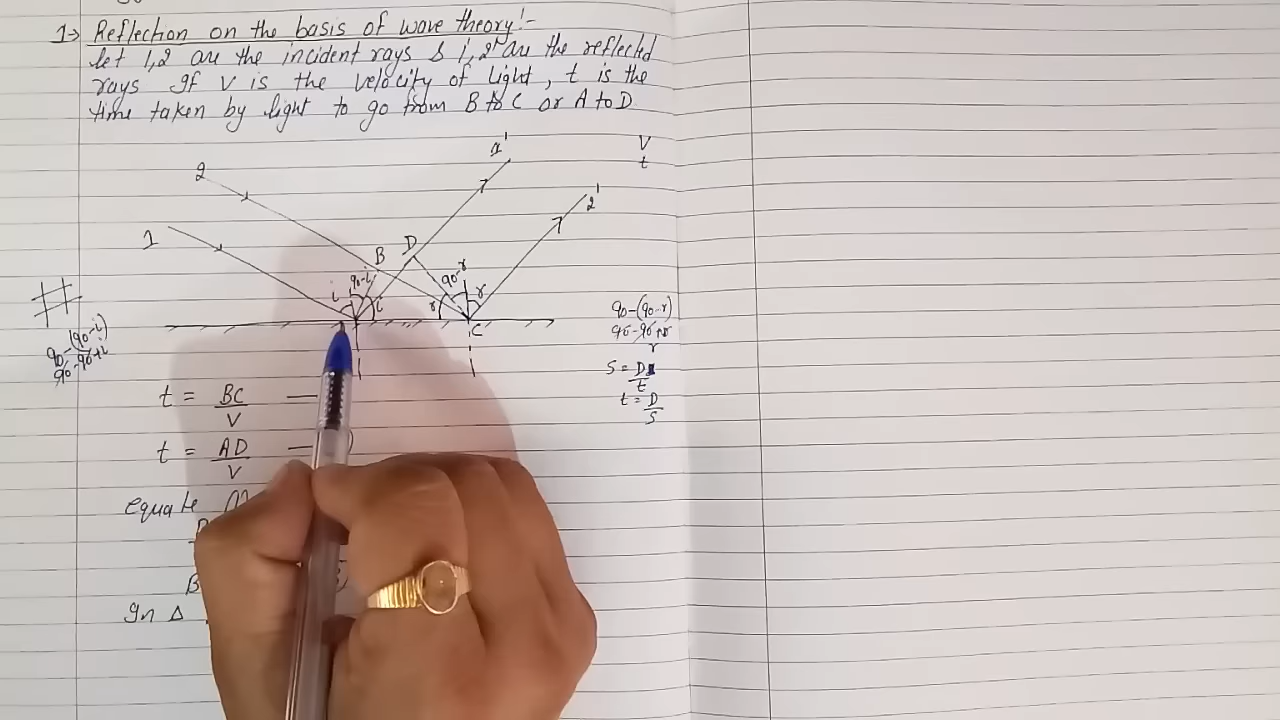 1) Reflection on the basis of wave theory!-
let 1,2 are the incident rays & 1',2' are the reflected
rays If V is the velocity of light, t is the
time taken by light to go from B to C or A to D
1'
V
t
2
2'
1
B
D
i
90-i
i
r
90-r
r
C
90-(90-i)
90-90+i
90-(90-r)
90-90+r
r
S = D
t
t = D
S
t = BC
V
t = AD
V
equate
B
In Δ